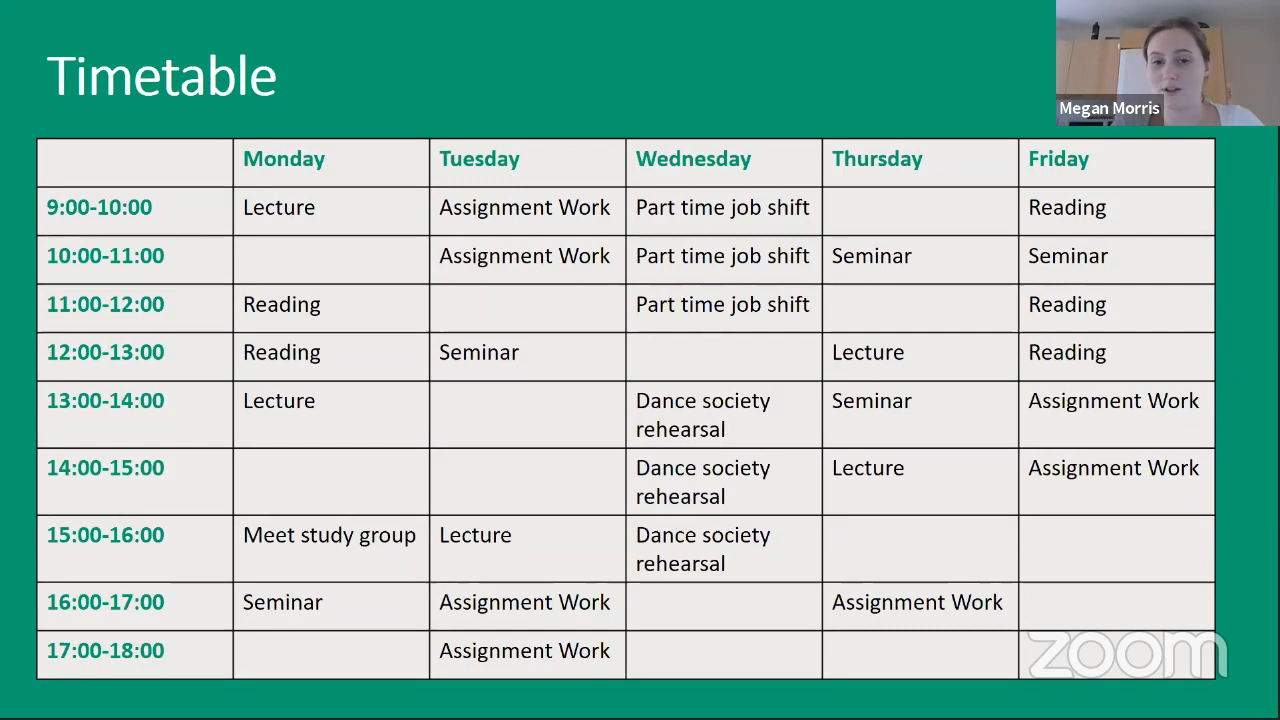 Timetable
Megan Morris
Monday Tuesday Wednesday Thursday Friday
9:00-10:00 Lecture Assignment Work Part time job shift Reading
10:00-11:00 Assignment Work Part time job shift Seminar Seminar
11:00-12:00 Reading Part time job shift Reading
12:00-13:00 Reading Seminar Lecture Reading
13:00-14:00 Lecture Dance society rehearsal Seminar Assignment Work
14:00-15:00 Dance society rehearsal Lecture Assignment Work
15:00-16:00 Meet study group Lecture Dance society rehearsal
16:00-17:00 Seminar Assignment Work Assignment Work
17:00-18:00 Assignment Work
zoom